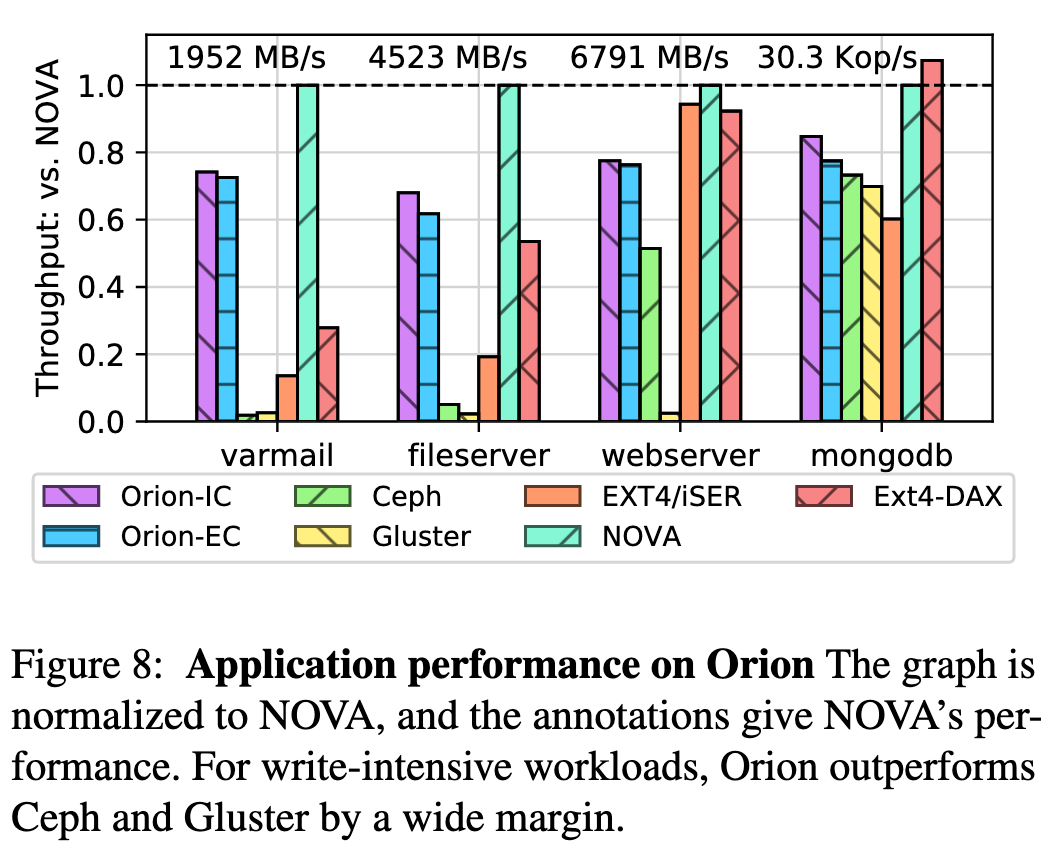 1952 MB/s 4523 MB/s 6791 MB/s 30.3 Kop/s
Throughput: vs. NOVA
1.0
0.8
0.6
0.4
0.2
0.0
varmail fileserver webserver mongodb
Orion-IC Ceph EXT4/iSER Ext4-DAX
Orion-EC Gluster NOVA
Figure 8: Application performance on Orion The graph is
normalized to NOVA, and the annotations give NOVA's per-
formance. For write-intensive workloads, Orion outperforms
Ceph and Gluster by a wide margin.